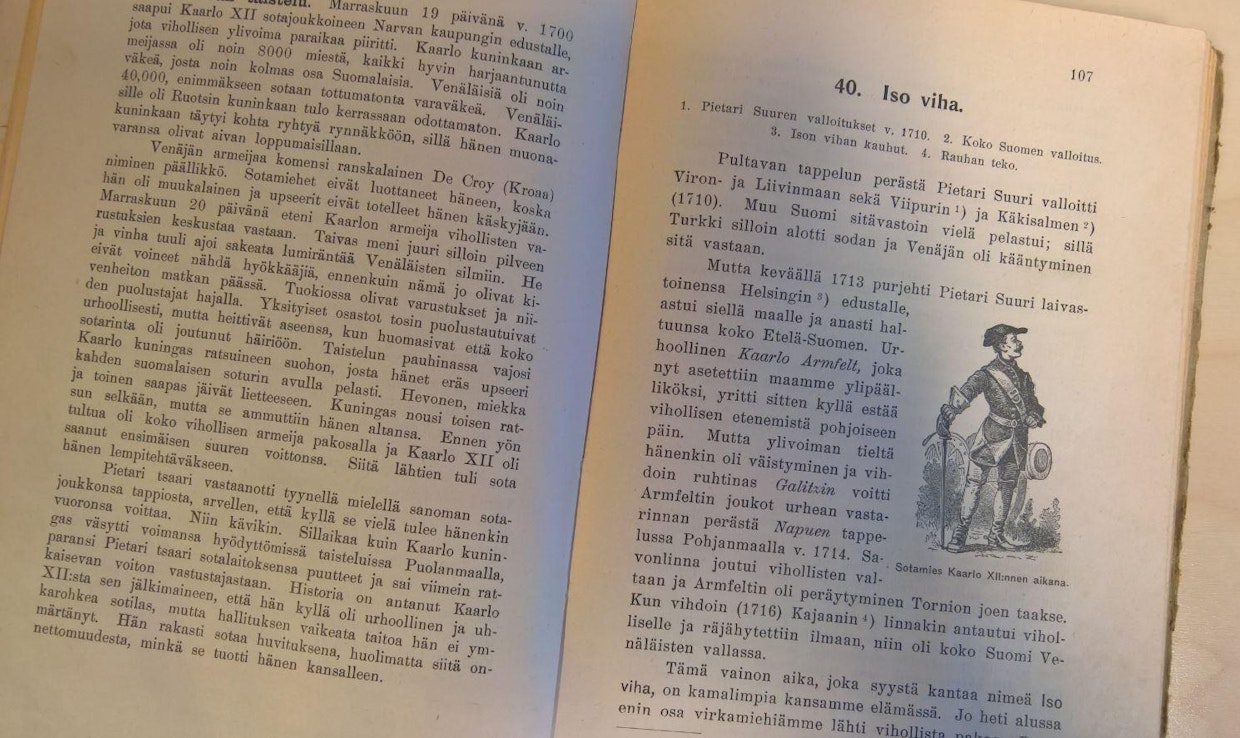 taistelu. Marraskuun 19 päivänä v. 1700
saapui Kaarlo XII sotajoukkoineen Narvan kaupungin edustalle,
jota vihollisen ylivoima paraikaa piiritti. Kaarlo kuninkaan ar-
meijassa oli noin 8000 miestä, kaikki hyvin harjaantunutta
väkeä, josta noin kolmas osa Suomalaisia. Venäläisiä oli noin
40,000, enimmäkseen sotaan tottumatonta varaväkeä. Venäläi-
sille oli Ruotsin kuninkaan tulo kerrassaan odottamaton. Kaarlo
kuninkaan täytyi kohta ryhtyä rynnäkköön, sillä hänen muona-
varansa olivat aivan loppumaisillaan.
Venäjän armeijaa komensi ranskalainen De Croy (Kroaa)
niminen päällikkö. Sotamiehet eivät luottaneet häneen, koska
hän oli muukalainen ja upseerit eivät totelleet hänen käskyjään.
Marraskuun 20 päivänä eteni Kaarlon armeija vihollisten va-
rustuksien keskustaa vastaan. Taivas meni juuri silloin pilveen
ja vinha tuuli ajoi sakeata lumiräntää Venäläisten silmiin. He
eivät voineet nähdä hyökkääjiä, ennenkuin nämä jo olivat ki-
venheiton matkan päässä. Tuokiossa olivat varustukset ja nii-
den puolustajat hajalla. Yksityiset osastot tosin puolustautuivat
urhoollisesti, mutta heittivät aseensa, kun huomasivat että koko
sotarinta oli joutunut häiriöön. Taistelun pauhinassa vajosi
Kaarlo kuningas ratsuineen suohon, josta hänet eräs upseeri
kahden suomalaisen soturin avulla pelasti. Hevonen, miekka
ja toinen saapas jäivät lietteeseen. Kuningas nousi toisen rat-
sun selkään, mutta se ammuttiin hänen altansa. Ennen yön
tultua oli koko vihollisen armeija pakosalla ja Kaarlo XII oli
saanut ensimäisen suuren voittonsa. Siitä lähtien tuli sota
hänen lempitehtäväkseen.
Pietari tsaari vastaanotti tyynellä mielellä sanoman sota-
joukkonsa tappiosta, arvellen, että kyllä se vielä tulee hänenkin
vuoronsa voittaa. Niin kävikin. Sillaikaa kuin Kaarlo kunin-
gas väsytti voimansa hyödyttömissä taisteluissa Puolanmaalla,
paransi Pietari tsaari sotalaitoksensa puutteet ja sai viimein rat-
kaisevan voiton vastustajastaan. Historia on antanut Kaarlo
XII:sta sen jälkimaineen, että hän kyllä oli urhoollinen ja uh-
karohkea sotilas, mutta hallituksen vaikeata taitoa hän ei ym-
märtänyt. Hän rakasti sotaa huvituksena, huolimatta siitä on-
nettomuudesta, minkä se tuotti hänen kansalleen.
107
40. Iso viha.
1. Pietari Suuren valloitukset v. 1710. 2. Koko Suomen valloitus.
3. Ison vihan kauhut. 4. Rauhan teko.
Pultavan tappelun perästä Pietari Suuri valloitti
Viron- ja Liivinmaan sekä Viipurin ¹) ja Käkisalmen ²)
(1710). Muu Suomi sitävastoin vielä pelastui; sillä
Turkki silloin alotti sodan ja Venäjän oli kääntyminen
sitä vastaan.
Mutta keväällä 1713 purjehti Pietari Suuri laivas-
toinensa Helsingin ³) edustalle,
astui siellä maalle ja anasti hal-
tuunsa koko Etelä-Suomen. Ur-
hoollinen Kaarlo Armfelt, joka
nyt asetettiin maamme ylipääl-
liköksi, yritti sitten kyllä estää
vihollisen etenemistä pohjoiseen
päin. Mutta ylivoiman tieltä
hänenkin oli väistyminen ja vih-
doin ruhtinas Galitzin voitti
Armfeltin joukot urhean vasta-
rinnan perästä Napuen tappe-
lussa Pohjanmaalla v. 1714. Sa-
vonlinna joutui vihollisten val-
taan ja Armfeltin oli peräytyminen Tornion joen taakse.
Kun vihdoin (1716) Kajaanin ⁴) linnakin antautui vihol-
liselle ja räjähytettiin ilmaan, niin oli koko Suomi Ve-
näläisten vallassa.
Sotamies Kaarlo XII:nnen aikana.
Tämä vainon aika, joka syystä kantaa nimeä Iso
viha, on kamalimpia kansamme elämässä. Jo heti alussa
enin osa virkamiehiämme lähti vihollista